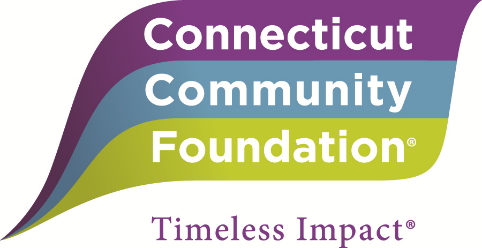 Connecticut
Community
Foundation®
Timeless Impact®